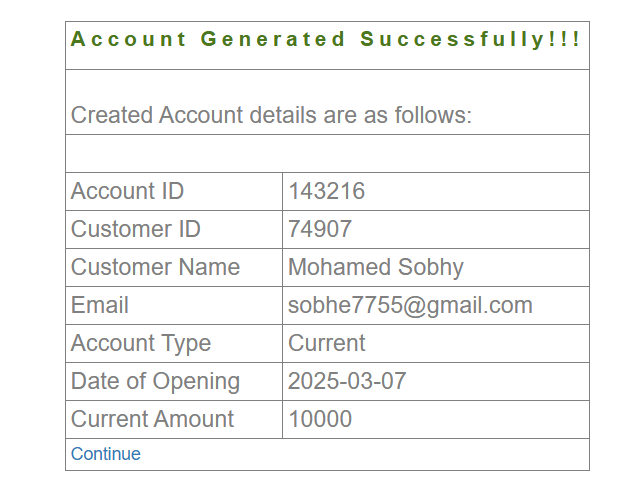 Account Generated Successfully!!!
Created Account details are as follows:
Account ID 143216
Customer ID 74907
Customer Name Mohamed Sobhy
Email sobhe7755@gmail.com
Account Type Current
Date of Opening 2025-03-07
Current Amount 10000
Continue